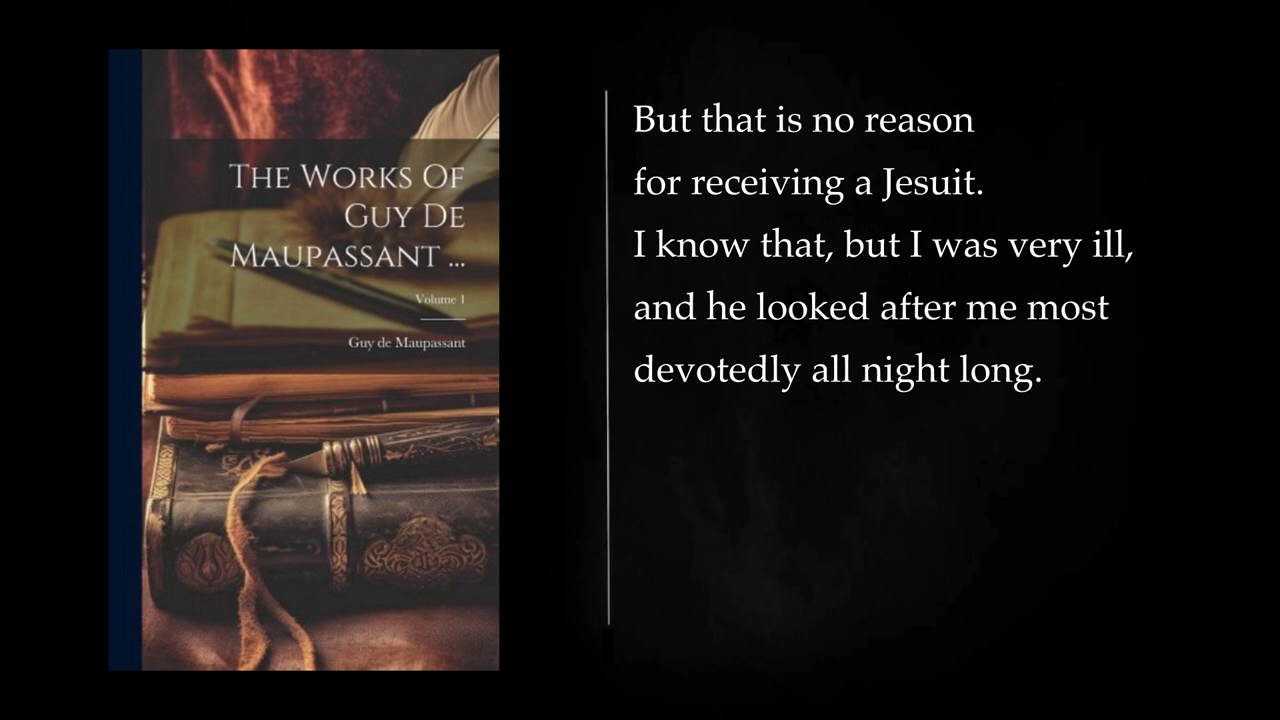 The Works Of
Guy De
Maupassant ...
Volume 1
Guy de Maupassant
But that is no reason
for receiving a Jesuit.
I know that, but I was very ill,
and he looked after me most
devotedly all night long.